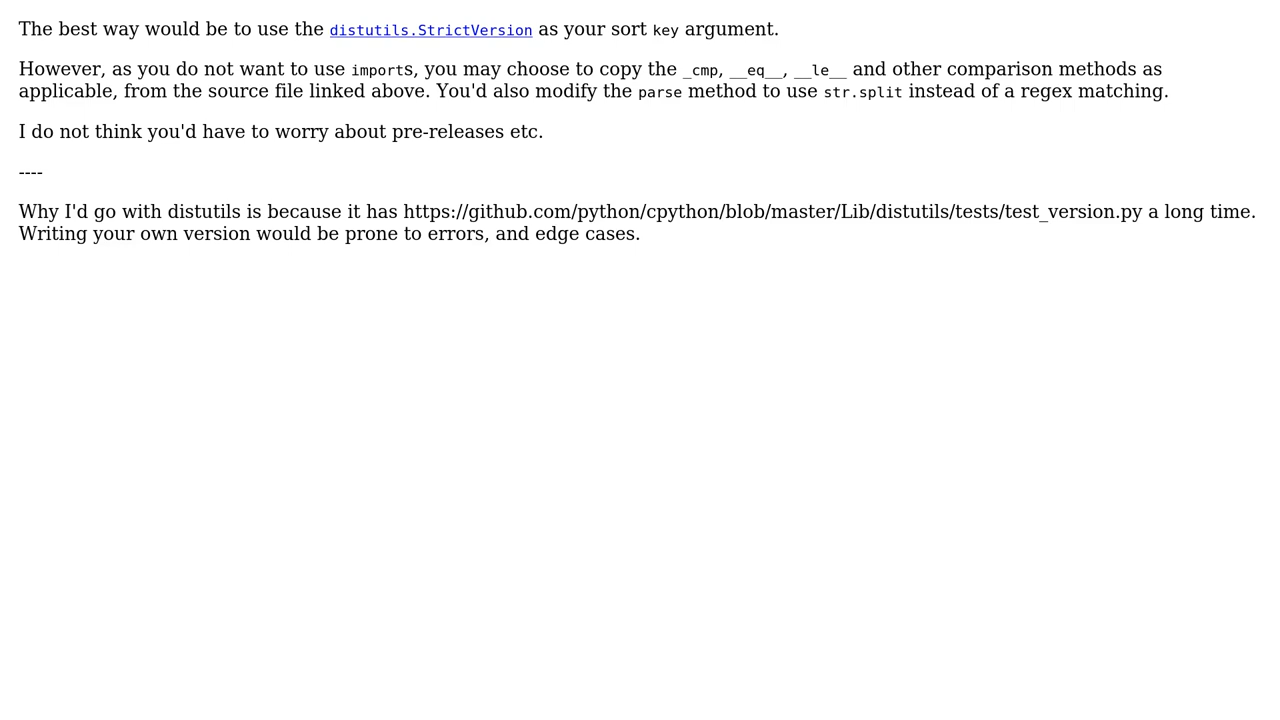 The best way would be to use the distutils.StrictVersion as your sort key argument.
However, as you do not want to use imports, you may choose to copy the _cmp, __eq__, __le__ and other comparison methods as
applicable, from the source file linked above. You'd also modify the parse method to use str.split instead of a regex matching.
I do not think you'd have to worry about pre-releases etc.
----
Why I'd go with distutils is because it has https://github.com/python/cpython/blob/master/Lib/distutils/tests/test_version.py a long time.
Writing your own version would be prone to errors, and edge cases.